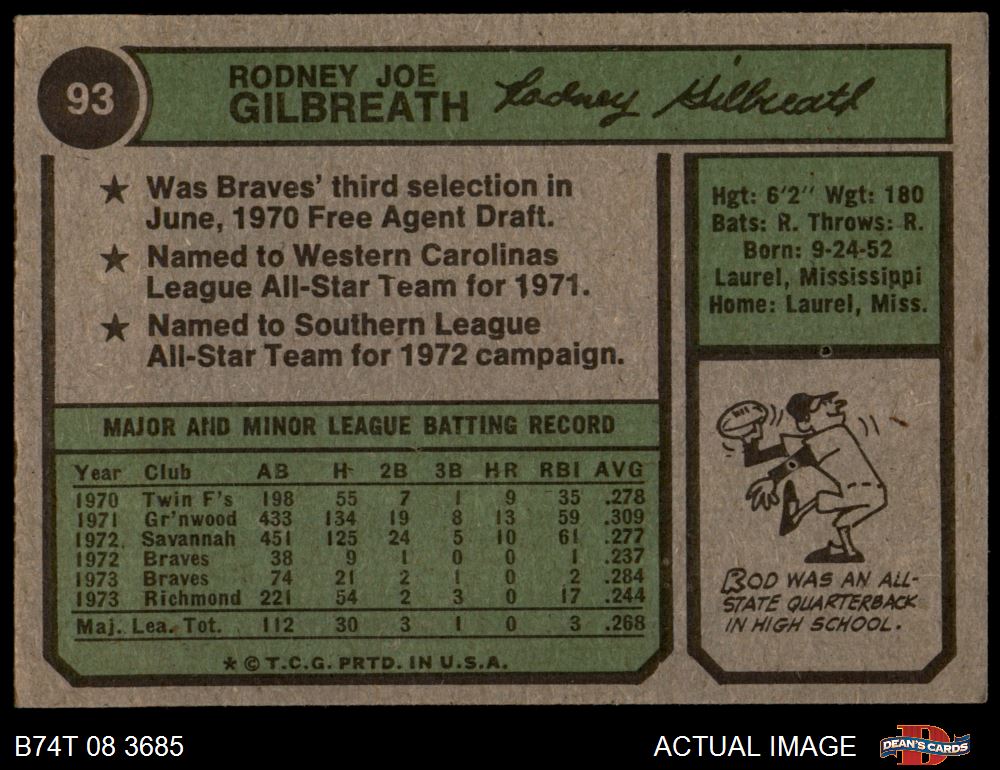 93
RODNEY JOE
GILBREATH
Rodney Gilbreath
★ Was Braves' third selection in
June, 1970 Free Agent Draft.
★ Named to Western Carolinas
League All-Star Team for 1971.
★ Named to Southern League
All-Star Team for 1972 campaign.
Hgt: 6'2" Wgt: 180
Bats: R. Throws: R.
Born: 9-24-52
Laurel, Mississippi
Home: Laurel, Miss.
MAJOR AND MINOR LEAGUE BATTING RECORD
Year Club AB H 2B 3B HR RBI AVG
1970 Twin F's 198 55 7 1 9 35 .278
1971 Gr'nwood 433 134 19 8 13 59 .309
1972 Savannah 451 125 24 5 10 61 .277
1972 Braves 38 9 1 0 0 1 .237
1973 Braves 74 21 2 1 0 2 .284
1973 Richmond 221 54 2 3 0 17 .244
Maj. Lea. Tot. 112 30 3 1 0 3 .268
★ © T.C.G. PRTD. IN U.S.A.
ROD WAS AN ALL-
STATE QUARTERBACK
IN HIGH SCHOOL.
B74T 08 3685
ACTUAL IMAGE
D
DEAN'S CARDS